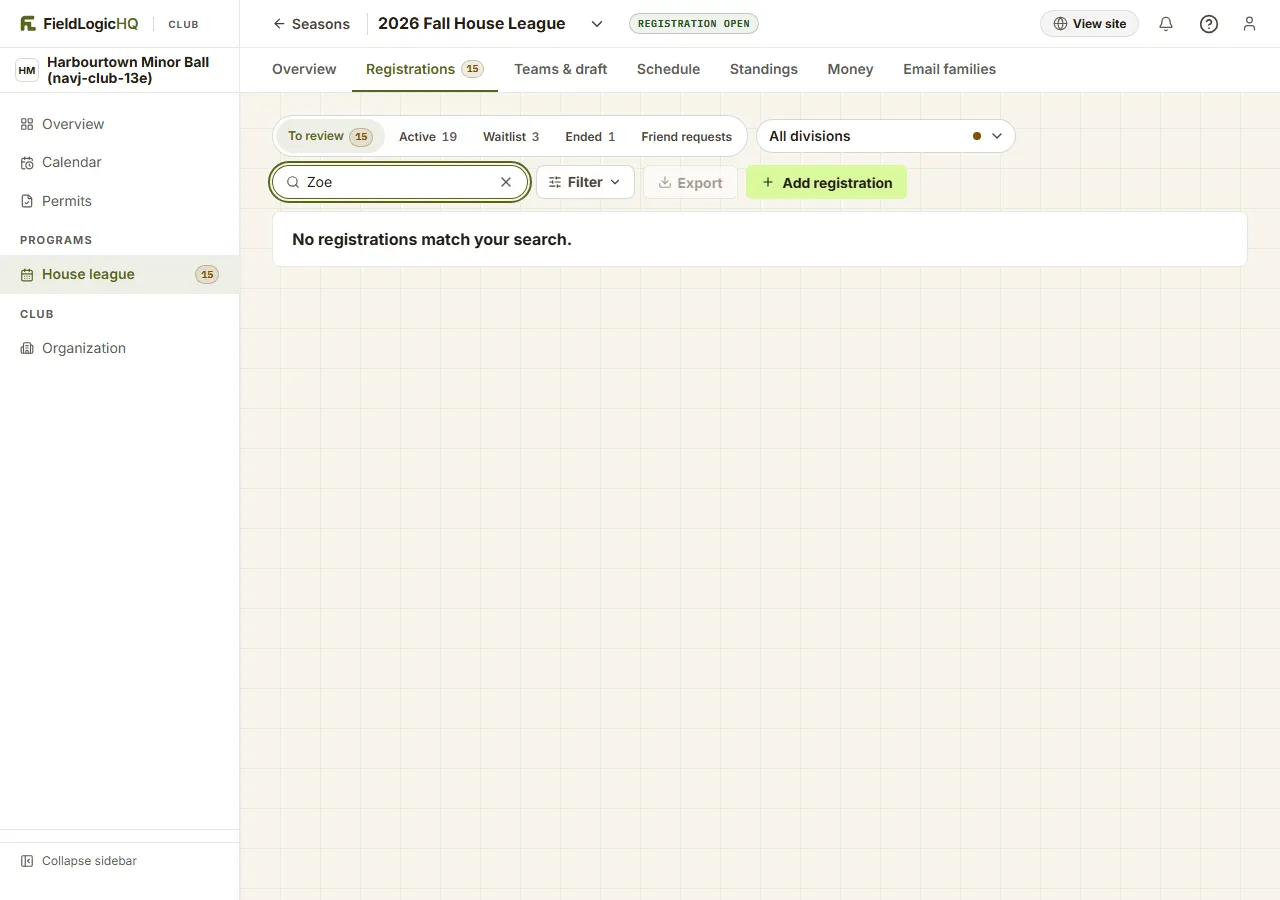 FieldLogicHQ CLUB
Seasons 2026 Fall House League REGISTRATION OPEN View site
HM Harbourtown Minor Ball (navj-club-13e)
Overview Registrations 15 Teams & draft Schedule Standings Money Email families
Overview
Calendar
Permits
PROGRAMS
House league 15
CLUB
Organization
Collapse sidebar
To review 15 Active 19 Waitlist 3 Ended 1 Friend requests All divisions
Zoe Filter Export Add registration
No registrations match your search.